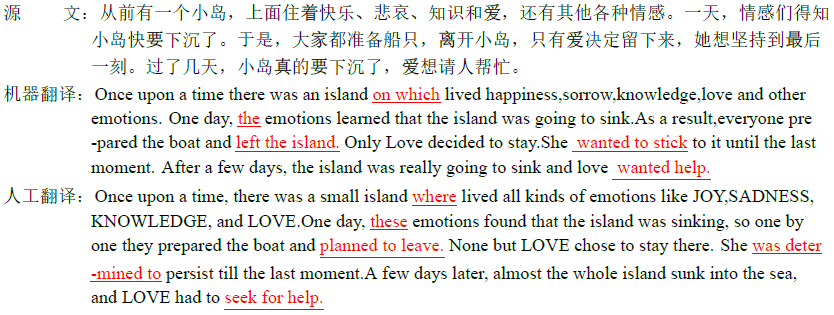 源 文：从前有一个小岛，上面住着快乐、悲哀、知识和爱，还有其他各种情感。一天，情感们得知
小岛快要下沉了。于是，大家都准备船只，离开小岛，只有爱决定留下来，她想坚持到最后
一刻。过了几天，小岛真的要下沉了，爱想请人帮忙。
机器翻译：Once upon a time there was an island on which lived happiness,sorrow,knowledge,love and other
emotions. One day, the emotions learned that the island was going to sink.As a result,everyone pre
-pared the boat and left the island. Only Love decided to stay.She wanted to stick to it until the last
moment. After a few days, the island was really going to sink and love wanted help.
人工翻译：Once upon a time, there was a small island where lived all kinds of emotions like JOY,SADNESS,
KNOWLEDGE, and LOVE.One day, these emotions found that the island was sinking, so one by
one they prepared the boat and planned to leave. None but LOVE chose to stay there. She was deter
-mined to persist till the last moment.A few days later, almost the whole island sunk into the sea,
and LOVE had to seek for help.